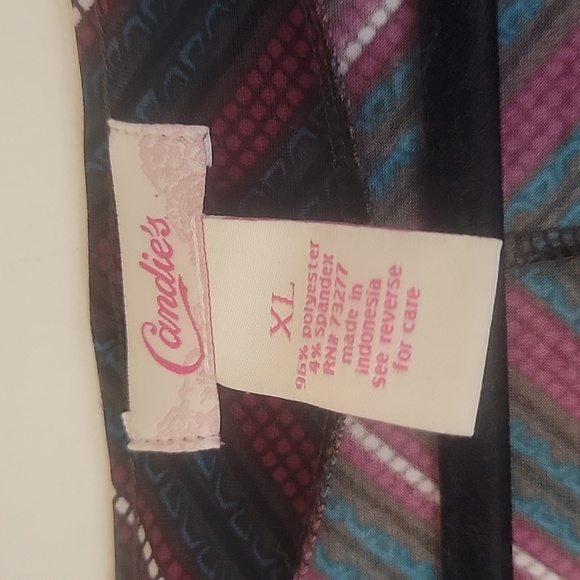 Candie's
XL
96% polyester
4% spandex
RN# 73277
made in
indonesia
see reverse
for care